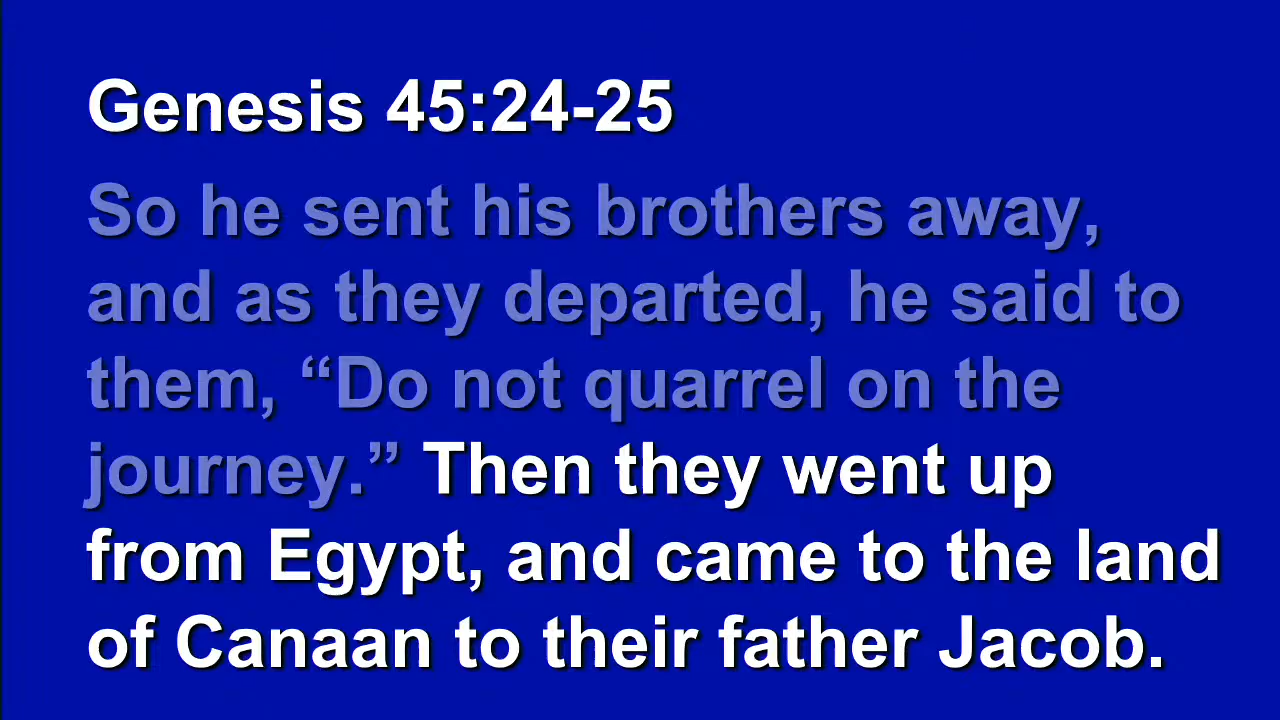 Genesis 45:24-25
So he sent his brothers away,
and as they departed, he said to
them, “Do not quarrel on the
journey.” Then they went up
from Egypt, and came to the land
of Canaan to their father Jacob.